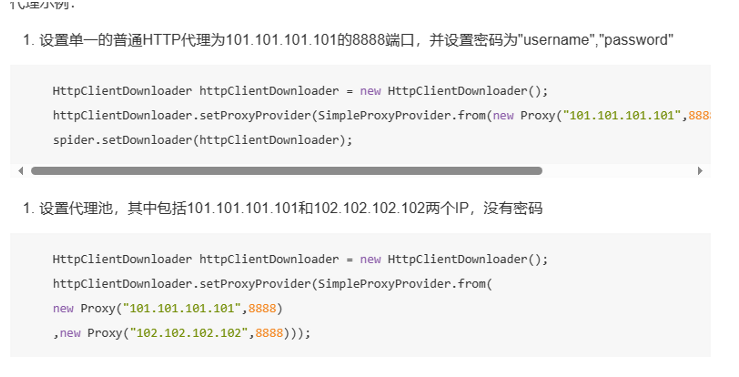 代理示例：
1. 设置单一的普通HTTP代理为101.101.101.101的8888端口，并设置密码为"username","password"
HttpClientDownloader httpClientDownloader = new HttpClientDownloader();
httpClientDownloader.setProxyProvider(SimpleProxyProvider.from(new Proxy("101.101.101.101",888
spider.setDownloader(httpClientDownloader);
1. 设置代理池，其中包括101.101.101.101和102.102.102.102两个IP，没有密码
HttpClientDownloader httpClientDownloader = new HttpClientDownloader();
httpClientDownloader.setProxyProvider(SimpleProxyProvider.from(
new Proxy("101.101.101.101",8888)
,new Proxy("102.102.102.102",8888)));